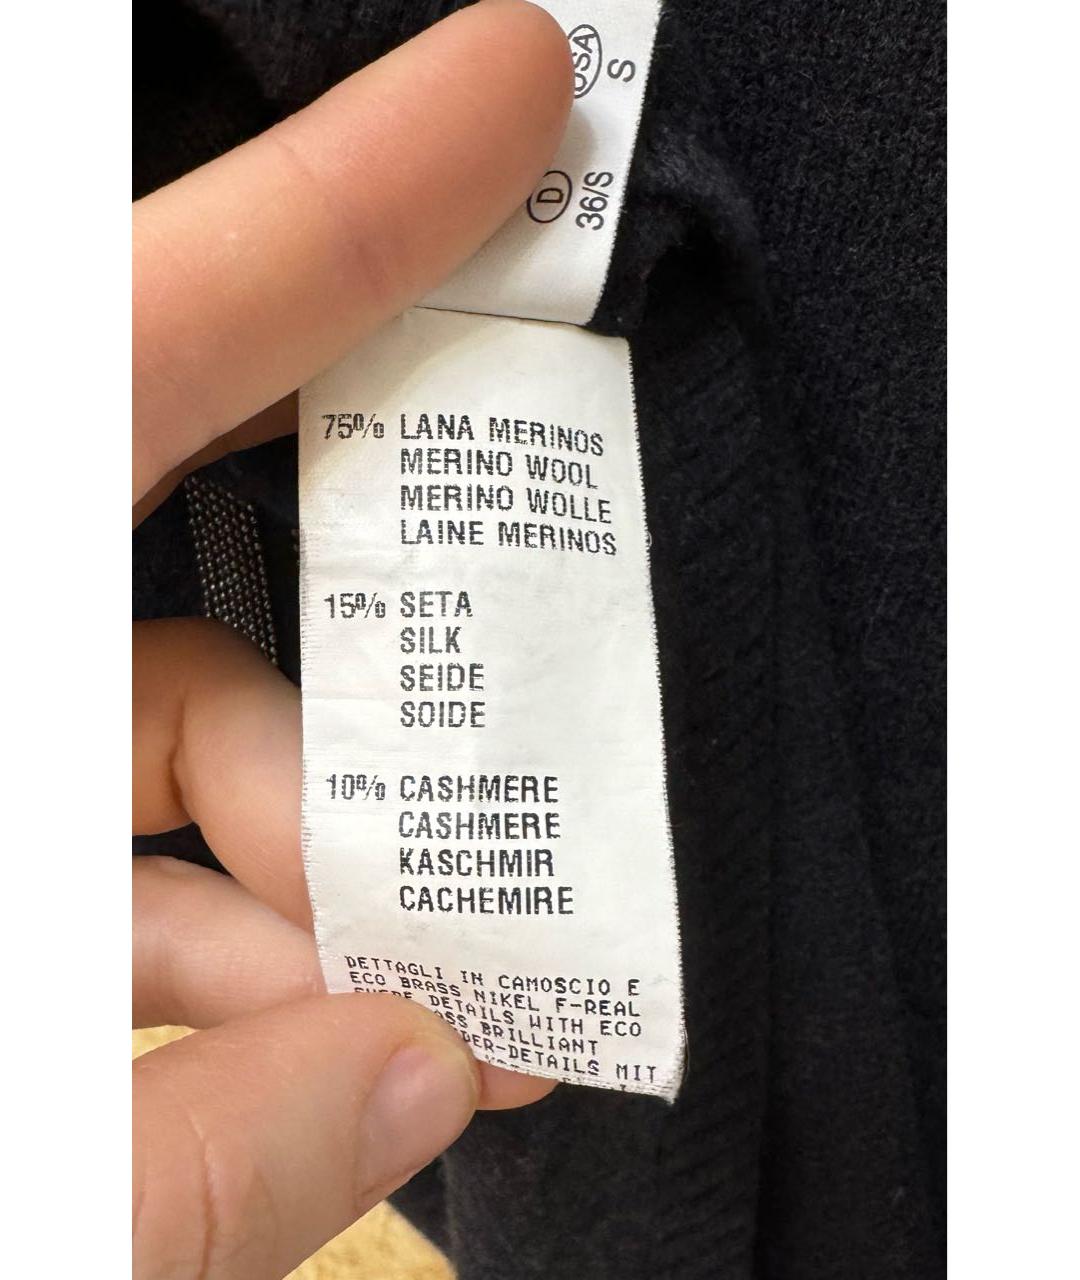 USA
S
D
36/S
75% LANA MERINOS
MERINO WOOL
MERINO WOLLE
LAINE MERINOS
15% SETA
SILK
SEIDE
SOIDE
10% CASHMERE
CASHMERE
KASCHMIR
CACHEMIRE
DETTAGLI IN CAMOSCIO E
ECO BRASS NIKEL F-REAL
SUEDE DETAILS WITH ECO
BRILLIANT
DETAILS MIT